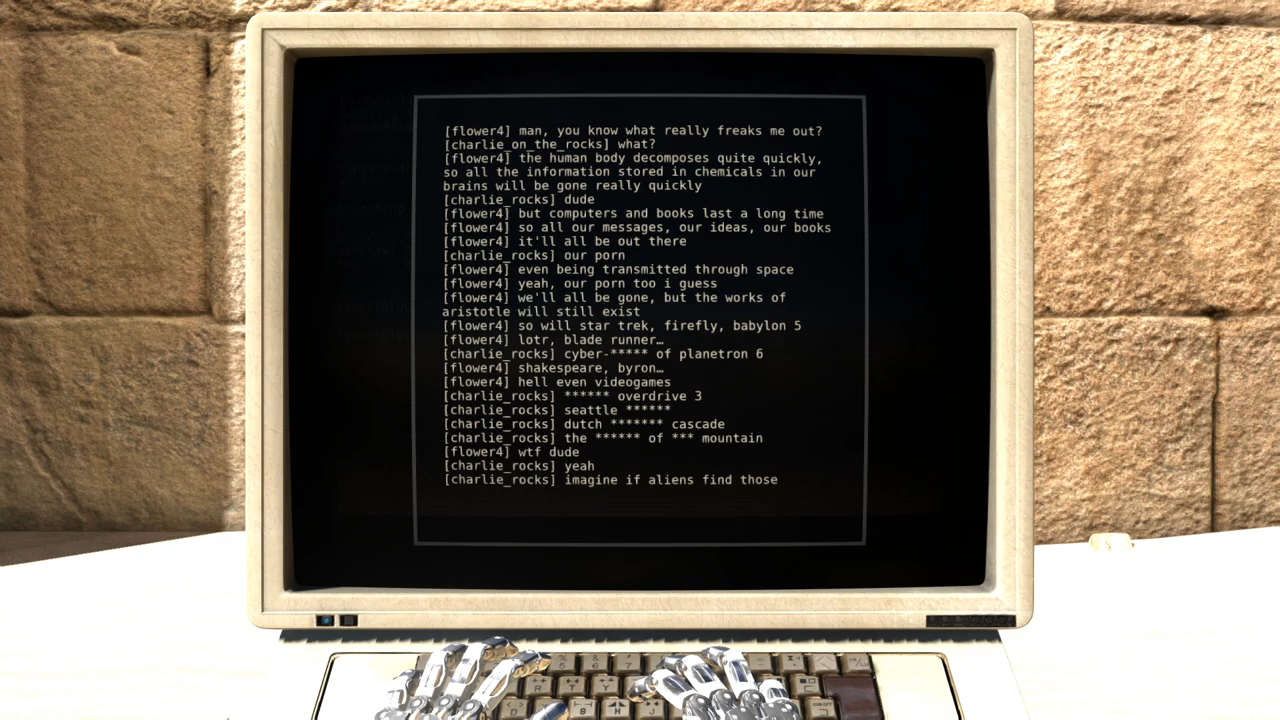 [flower4] man, you know what really freaks me out?
[charlie_on_the_rocks] what?
[flower4] the human body decomposes quite quickly,
so all the information stored in chemicals in our
brains will be gone really quickly
[charlie_rocks] dude
[flower4] but computers and books last a long time
[flower4] so all our messages, our ideas, our books
[flower4] it'll all be out there
[charlie_rocks] our porn
[flower4] even being transmitted through space
[flower4] yeah, our porn too i guess
[flower4] we'll all be gone, but the works of
aristotle will still exist
[flower4] so will star trek, firefly, babylon 5
[flower4] lotr, blade runner…
[charlie_rocks] cyber-***** of planetron 6
[flower4] shakespeare, byron…
[flower4] hell even videogames
[charlie_rocks] ****** overdrive 3
[charlie_rocks] seattle ******
[charlie_rocks] dutch ******* cascade
[charlie_rocks] the ****** of *** mountain
[flower4] wtf dude
[charlie_rocks] yeah
[charlie_rocks] imagine if aliens find those
5 6 7
R T Y
G H J